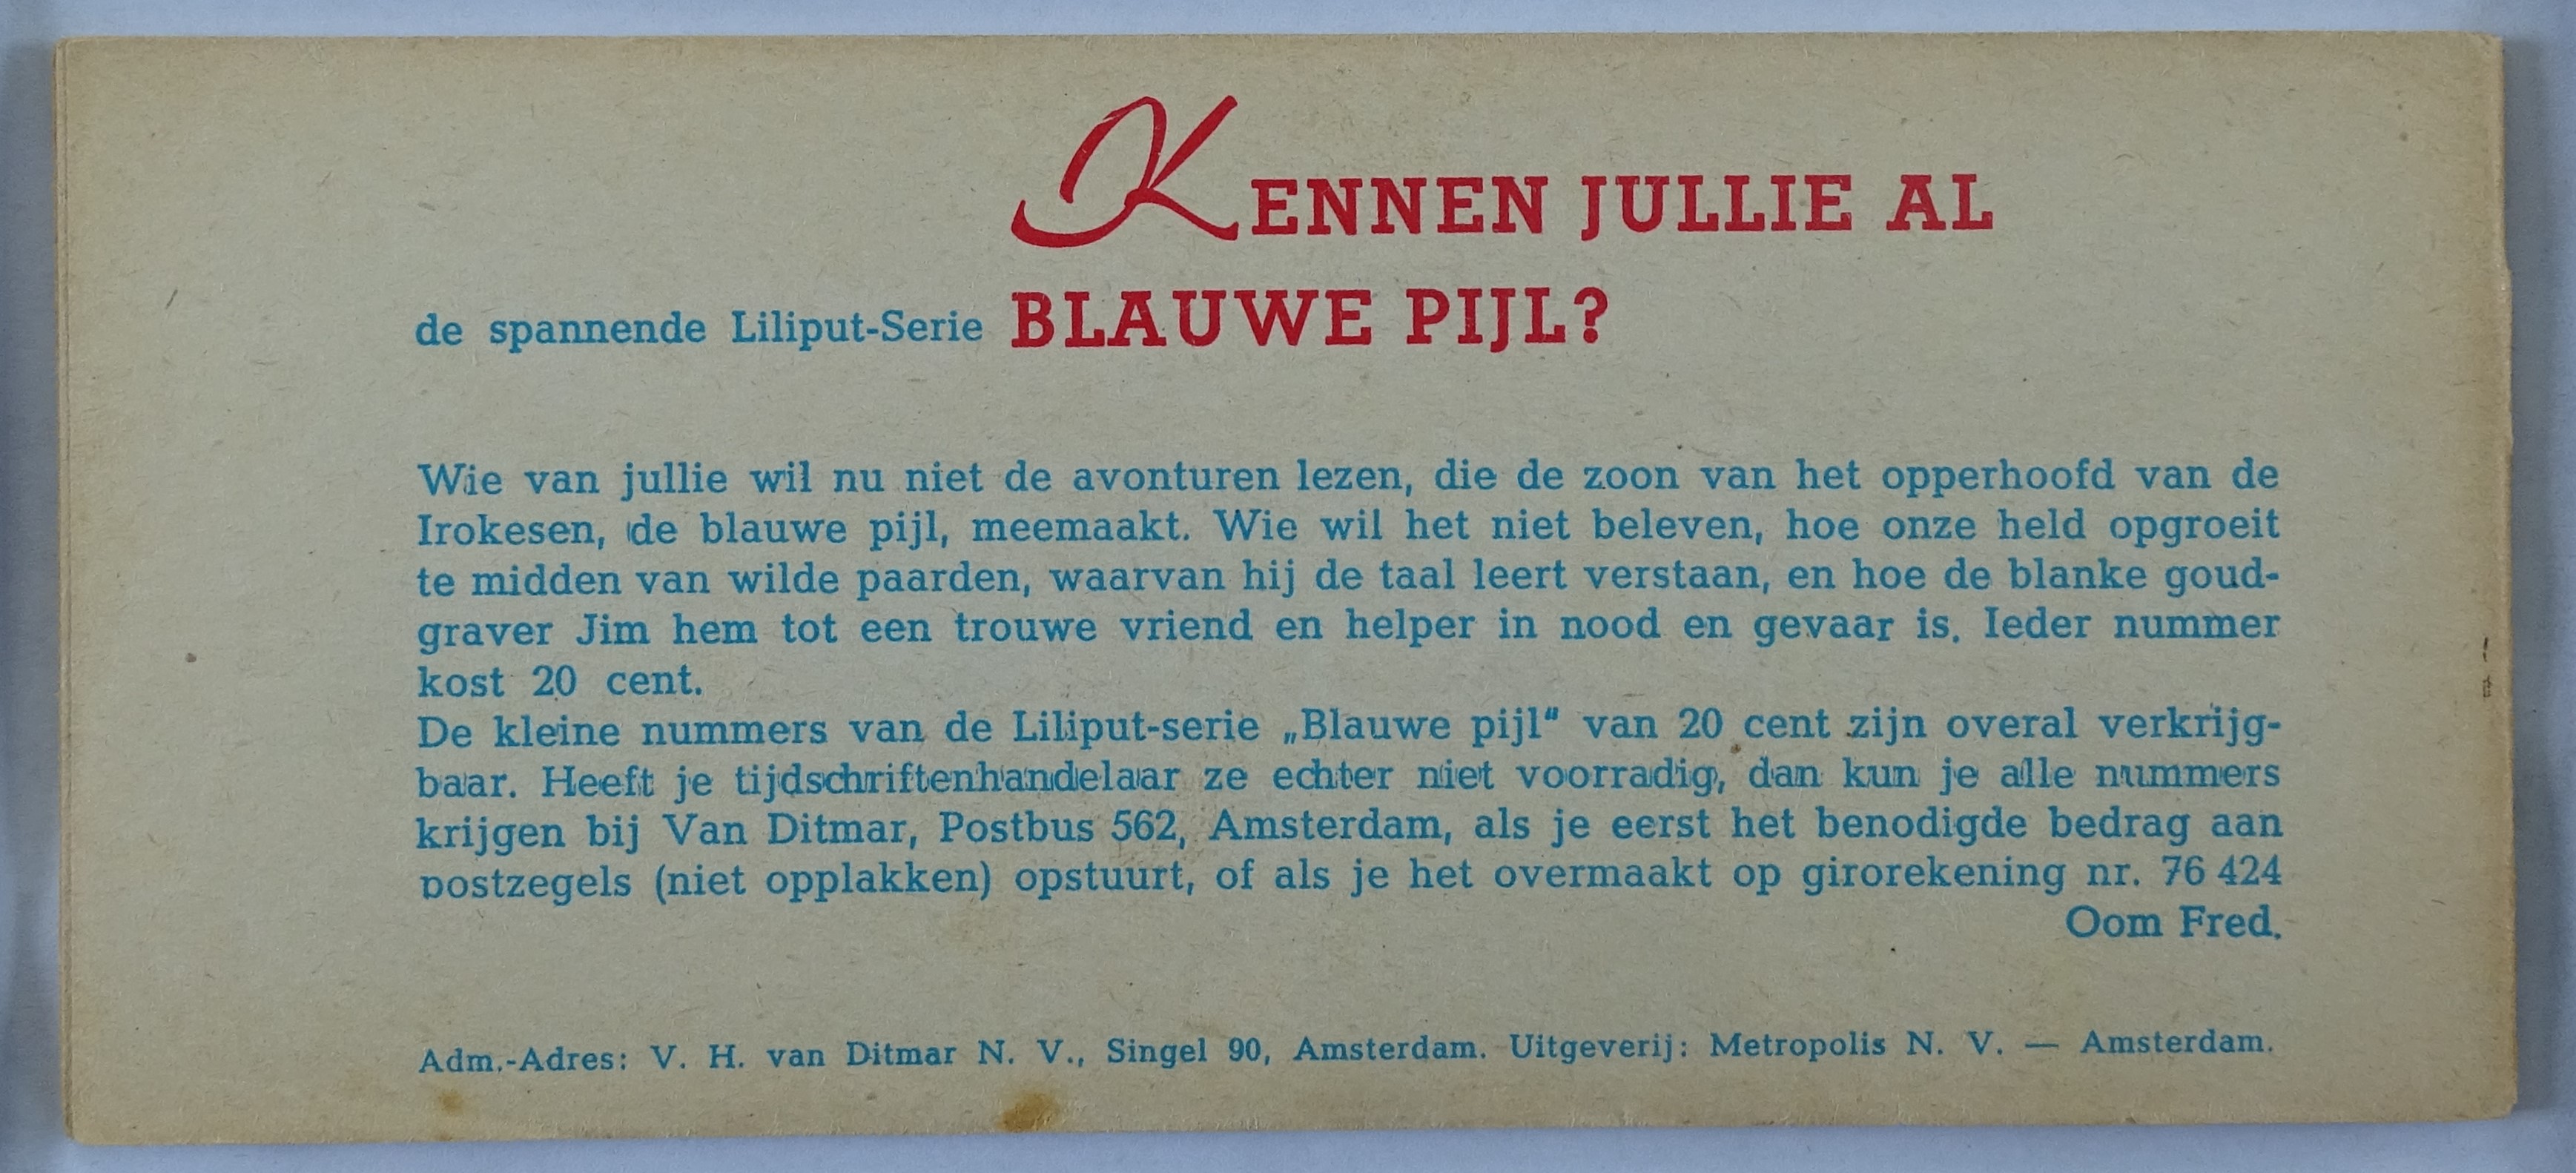 KENNEN JULLIE AL
de spannende Liliput-Serie BLAUWE PIJL?
Wie van jullie wil nu niet de avonturen lezen, die de zoon van het opperhoofd van de
Irokesen, de blauwe pijl, meemaakt. Wie wil het niet beleven, hoe onze held opgroeit
te midden van wilde paarden, waarvan hij de taal leert verstaan, en hoe de blanke goud-
graver Jim hem tot een trouwe vriend en helper in nood en gevaar is. Ieder nummer
kost 20 cent.
De kleine nummers van de Liliput-serie „Blauwe pijl" van 20 cent zijn overal verkrijg-
baar. Heeft je tijdschriftenhandelaar ze echter niet voorradig, dan kun je alle nummers
krijgen bij Van Ditmar, Postbus 562, Amsterdam, als je eerst het benodigde bedrag aan
postzegels (niet opplakken) opstuurt, of als je het overmaakt op girorekening nr. 76 424
Oom Fred.
Adm.-Adres: V. H. van Ditmar N. V., Singel 90, Amsterdam. Uitgeverij: Metropolis N. V. — Amsterdam.